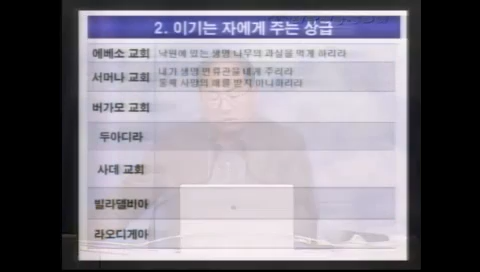 2. 이기는 자에게 주는 상급
에베소 교회
낙원에 있는 생명 나무의 과실을 먹게 하리라
서머나 교회
내가 생명 면류관을 네게 주리라
둘째 사망의 해를 받지 아니하리라
버가모 교회
두아디라
사데 교회
빌라델비아
라오디게아